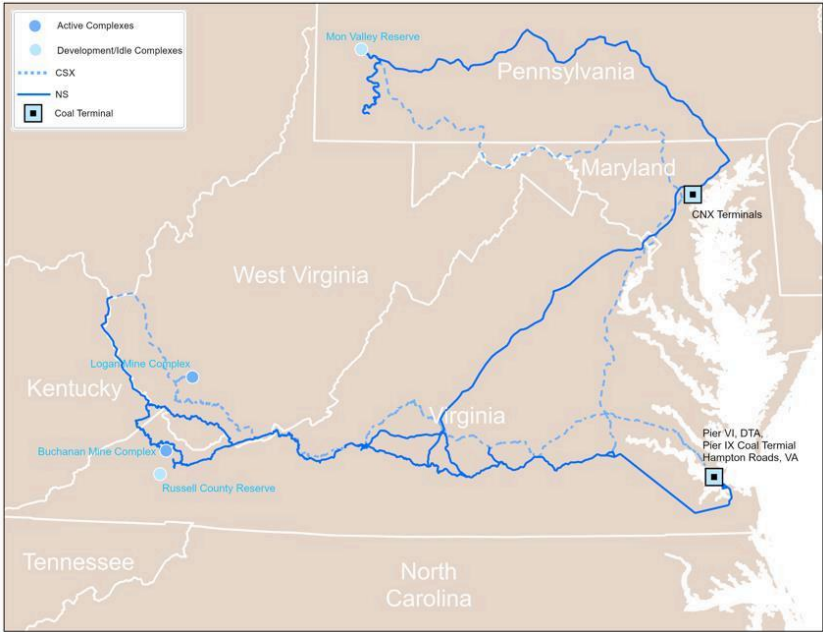 Active Complexes
Development/Idle Complexes
CSX
NS
Coal Terminal
Mon Valley Reserve
Pennsylvania
Maryland
CNX Terminals
West Virginia
Logan Mine Complex
Kentucky
Virginia
Buchanan Mine Complex
Russell County Reserve
Pier VI, DTA,
Pier IX Coal Termial
Hampton Roads, VA
Tennessee
North
Carolina